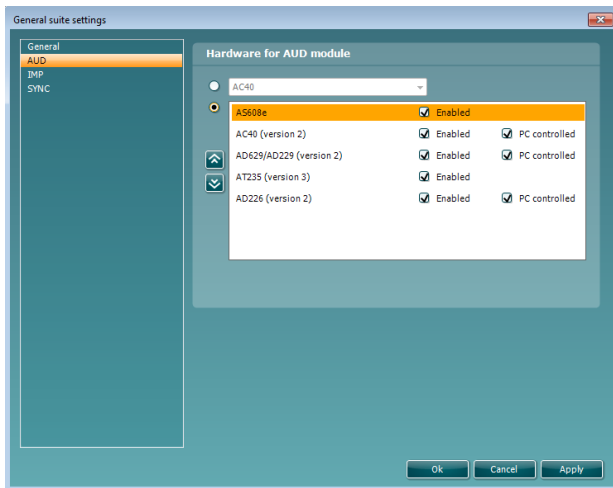 General suite settings
General
AUD
IMP
SYNC
Hardware for AUD module
AC40
AS608e Enabled
AC40 (version 2) Enabled PC controlled
AD629/AD229 (version 2) Enabled PC controlled
AT235 (version 3) Enabled
AD226 (version 2) Enabled PC controlled
Ok Cancel Apply